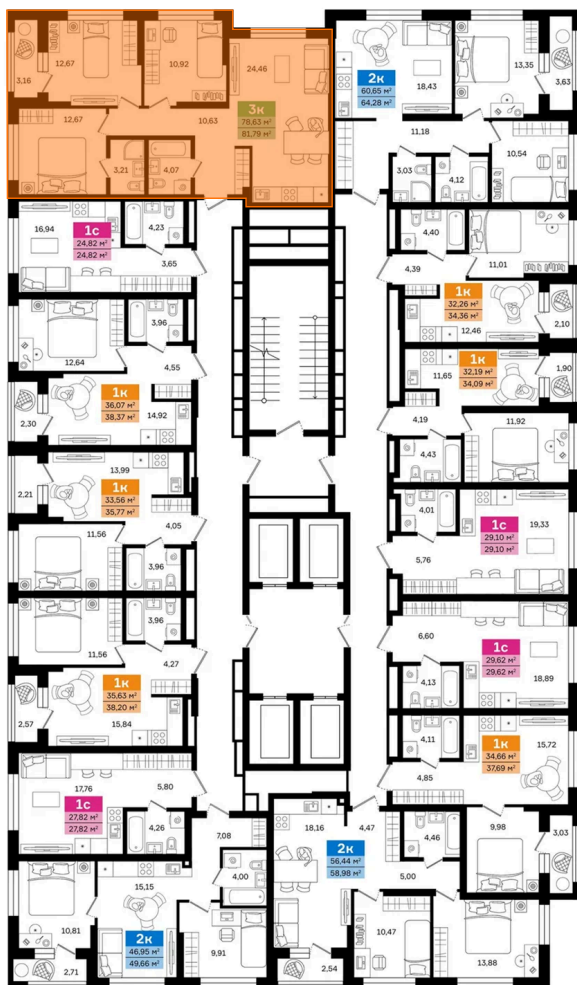 12,67
10,92
24,46
3,16
3к
78,63 м²
81,79 м²
12,67
10,63
3,21
4,07
2к
60,65 м²
64,28 м²
18,43
13,35
3,63
11,18
10,54
3,03
4,12
16,94
1с
24,82 м²
24,82 м²
4,23
3,65
4,40
11,01
4,39
1к
32,26 м²
34,36 м²
12,46
2,10
3,96
12,64
4,55
1к
36,07 м²
38,37 м²
14,92
2,30
11,65
1к
32,19 м²
34,09 м²
1,90
4,19
11,92
4,43
13,99
2,21
1к
33,56 м²
35,77 м²
4,05
11,56
3,96
4,01
1с
29,10 м²
29,10 м²
19,33
5,76
3,96
11,56
4,27
1к
35,63 м²
38,20 м²
2,57
15,84
6,60
1с
29,62 м²
29,62 м²
4,13
18,89
4,11
1к
34,66 м²
37,69 м²
15,72
4,85
17,76
5,80
1с
27,82 м²
27,82 м²
4,26
7,08
18,16
4,47
2к
56,44 м²
58,98 м²
4,46
9,98
3,03
5,00
4,00
15,15
10,81
2к
46,95 м²
49,66 м²
2,71
9,91
2,54
10,47
13,88